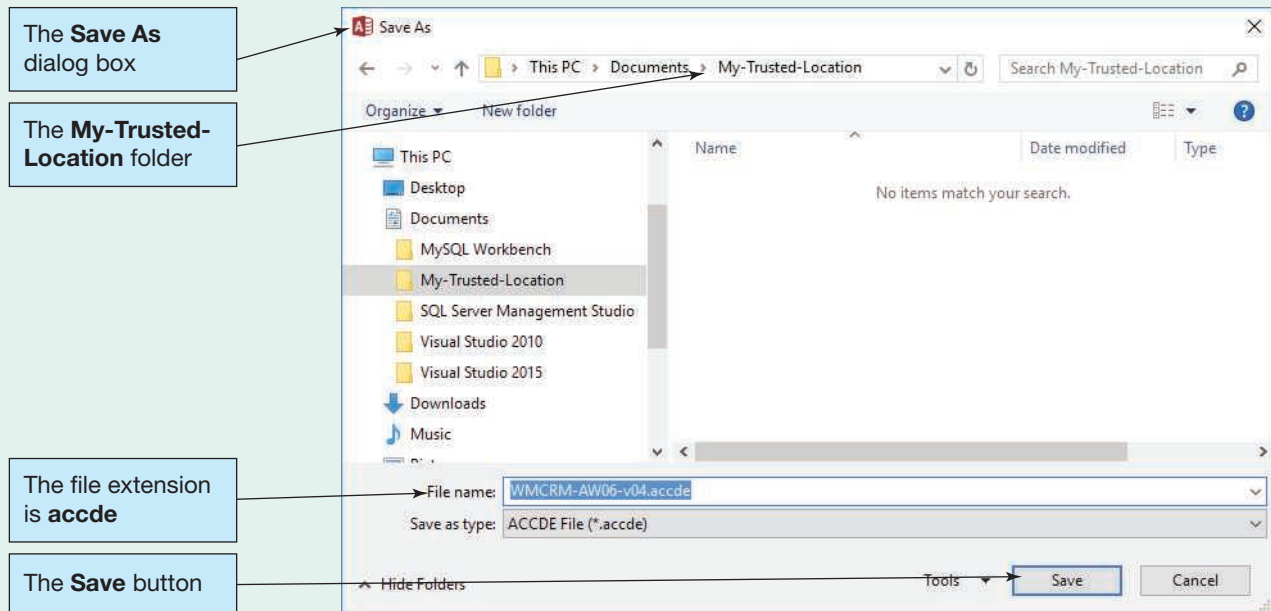 The Save As
dialog box
The My-Trusted-
Location folder
The file extension
is accde
The Save button
Save As
This PC > Documents > My-Trusted-Location
Search My-Trusted-Location
Organize
New folder
This PC
Desktop
Documents
MySQL Workbench
My-Trusted-Location
SQL Server Management Studio
Visual Studio 2010
Visual Studio 2015
Downloads
Music
Name
Date modified
Type
No items match your search.
File name: WMCRM-AW06-v04.accde
Save as type: ACCDE File (*.accde)
Hide Folders
Tools
Save
Cancel